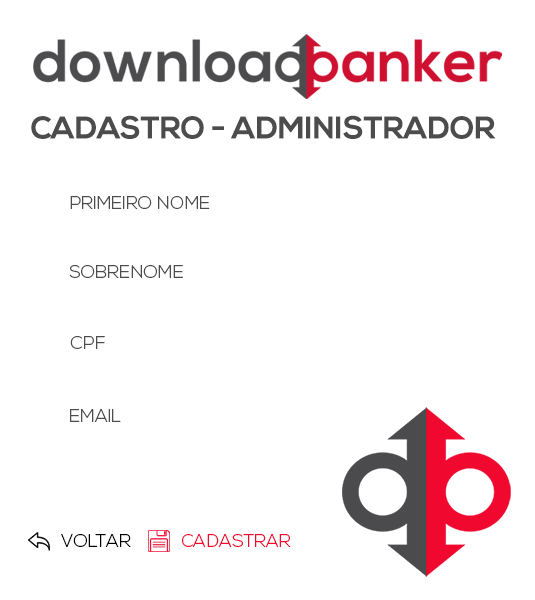 downloadbanker
CADASTRO - ADMINISTRADOR
PRIMEIRO NOME
SOBRENOME
CPF
EMAIL
VOLTAR CADASTRAR